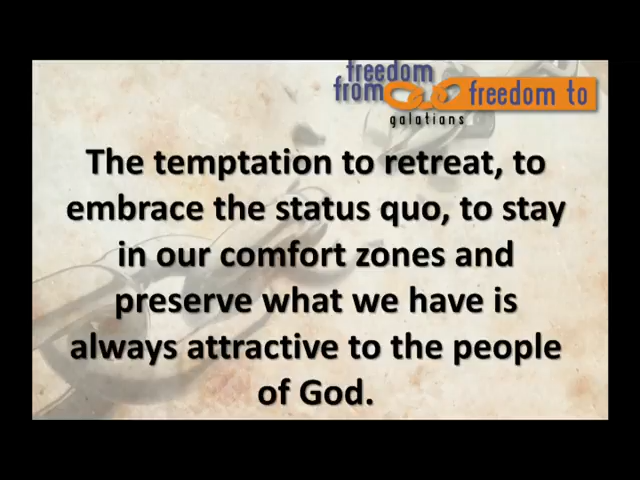 freedom
from
freedom to
galatians
The temptation to retreat, to
embrace the status quo, to stay
in our comfort zones and
preserve what we have is
always attractive to the people
of God.